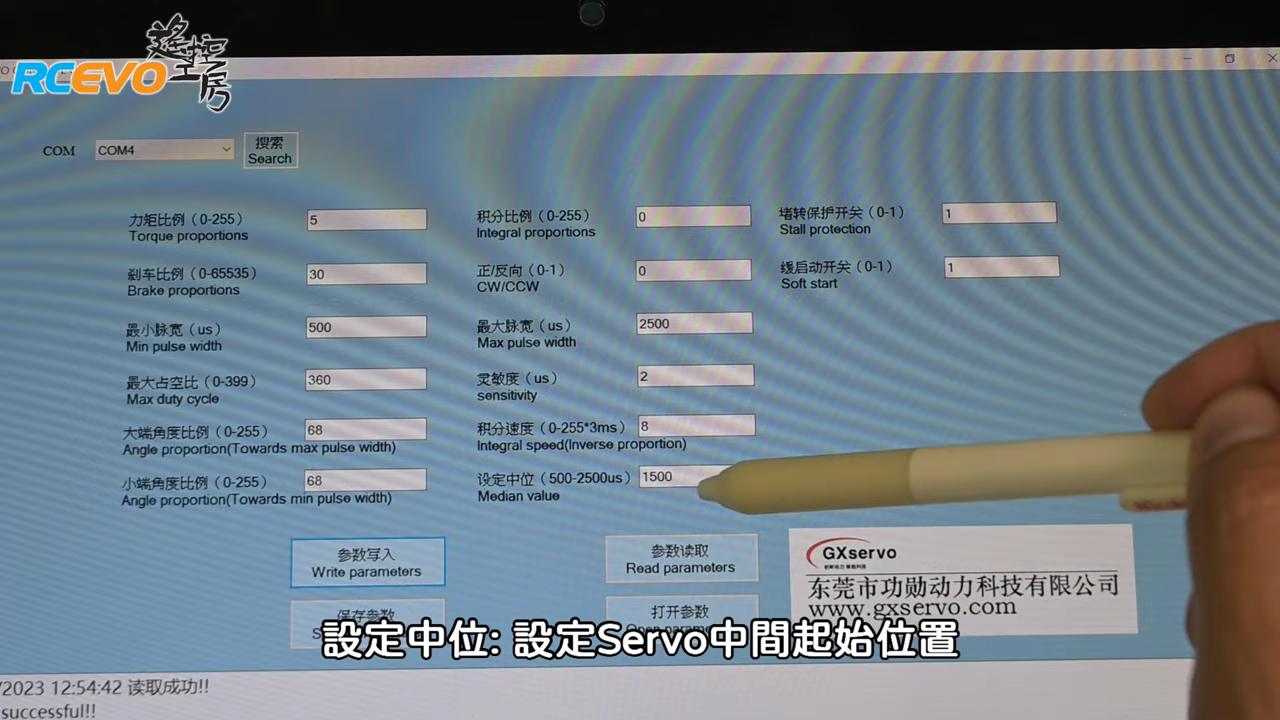 遙控工房
RCEVO
COM
COM4
搜索
Search
力矩比例（0-255）
Torque proportions
5
积分比例（0-255）
Integral proportions
0
堵转保护开关（0-1）
Stall protection
1
刹车比例（0-65535）
Brake proportions
30
正/反向（0-1）
CW/CCW
0
缓启动开关（0-1）
Soft start
1
最小脉宽（us）
Min pulse width
500
最大脉宽（us）
Max pulse width
2500
最大占空比（0-399）
Max duty cycle
360
灵敏度（us）
sensitivity
2
大端角度比例（0-255）
Angle proportion(Towards max pulse width)
68
积分速度（0-255*3ms）
Integral speed(Inverse proportion)
8
小端角度比例（0-255）
Angle proportion(Towards min pulse width)
68
设定中位（500-2500us）
Median value
1500
参数写入
Write parameters
参数读取
Read parameters
保存参数
打开参数
GXservo
东莞市功勋动力科技有限公司
www.gxservo.com
設定中位: 設定Servo中間起始位置
/2023 12:54:42 读取成功!!
successful!!